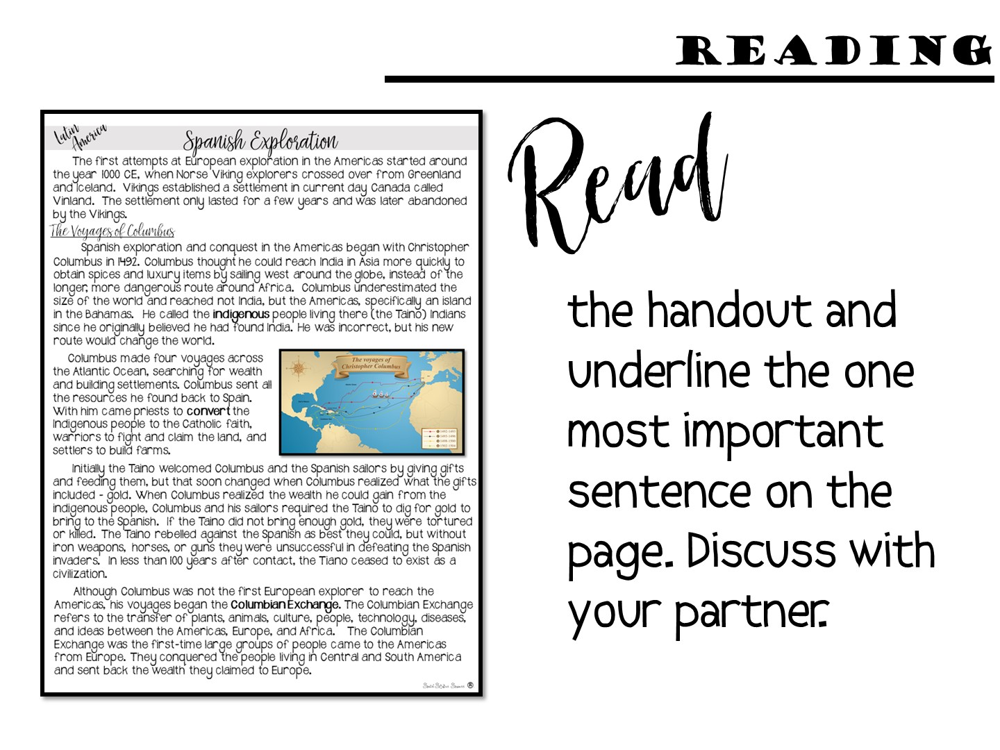 READING
Latin
America
Spanish Exploration
The first attempts at European exploration in the Americas started around
the year 1000 CE, when Norse Viking explorers crossed over from Greenland
and Iceland. Vikings established a settlement in current day Canada called
Vinland. The settlement only lasted for a few years and was later abandoned
by the Vikings.
The Voyages of Columbus
Spanish exploration and conquest in the Americas began with Christopher
Columbus in 1492. Columbus thought he could reach India in Asia more quickly to
obtain spices and luxury items by sailing west around the globe, instead of the
longer, more dangerous route around Africa. Columbus underestimated the
size of the world and reached not India, but the Americas, specifically an island
in the Bahamas. He called the indigenous people living there (the Taino) Indians
since he originally believed he had found India. He was incorrect, but his new
route would change the world.
Columbus made four voyages across
the Atlantic Ocean, searching for wealth
and building settlements. Columbus sent all
the resources he found back to Spain.
With him came priests to convert the
Indigenous people to the Catholic faith,
warriors to fight and claim the land, and
settlers to build farms.
The voyages of
Christopher Columbus
1492-1493
1493-1496
1498-1500
1502-1504
Initially the Taino welcomed Columbus and the Spanish sailors by giving gifts
and feeding them, but that soon changed when Columbus realized what the gifts
included - gold. When Columbus realized the wealth he could gain from the
indigenous people, Columbus and his sailors required the Taino to dig for gold to
bring to the Spanish. If the Taino did not bring enough gold, they were tortured
or killed. The Taino rebelled against the Spanish as best they could, but without
iron weapons, horses, or guns they were unsuccessful in defeating the Spanish
invaders. In less than 100 years after contact, the Tiano ceased to exist as a
civilization.
Although Columbus was not the first European explorer to reach the
Americas, his voyages began the Columbian Exchange. The Columbian Exchange
refers to the transfer of plants, animals, culture, people, technology, diseases,
and ideas between the Americas, Europe, and Africa. The Columbian
Exchange was the first-time large groups of people came to the Americas
from Europe. They conquered the people living in Central and South America
and sent back the wealth they claimed to Europe.
®
Read
the handout and
underline the one
most important
sentence on the
page. Discuss with
your partner.